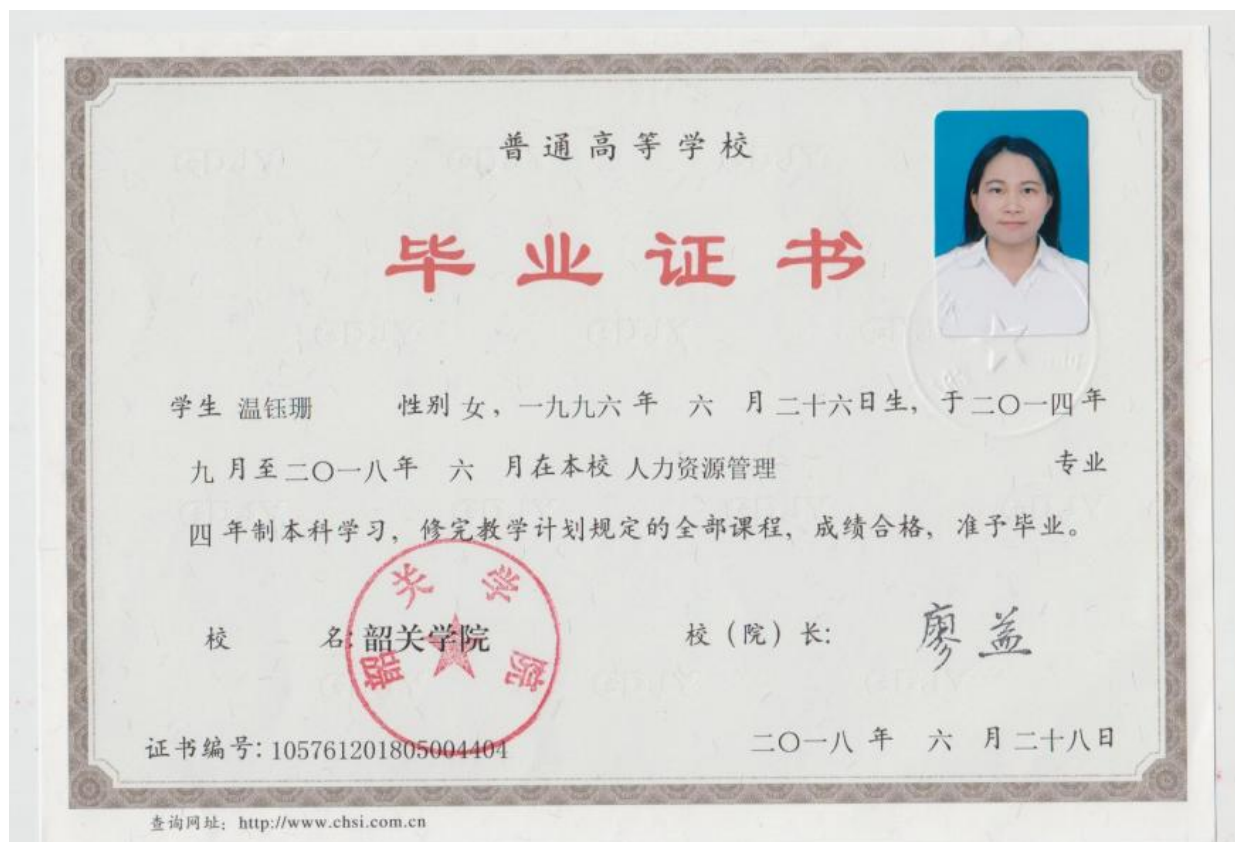 普通高等学校
毕业证书
学生 温钰珊 性别 女，一九九六 年 六 月 二十六日生，于二〇一四 年
九 月至二〇一八年 六 月在本校 人力资源管理 专业
四 年制本科学习，修完教学计划规定的全部课程，成绩合格，准予毕业。
校 名: 韶关学院 校（院）长: 廖益
韶关学院
证书编号: 105761201805004404 二〇一八 年 六 月 二十八日
查询网址: http://www.chsi.com.cn